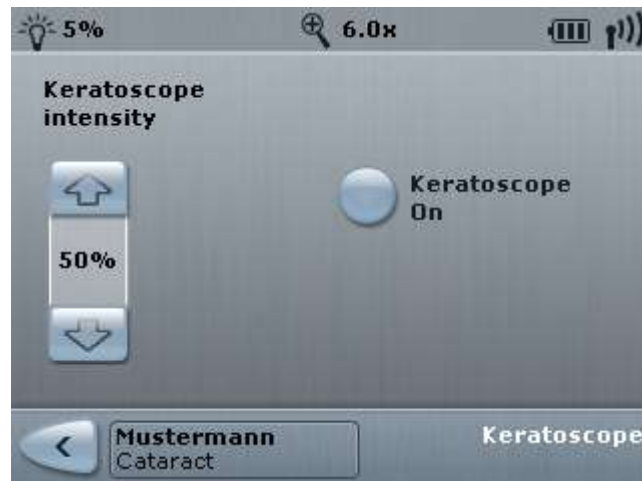 5%
6.0x
Keratoscope
intensity
50%
Keratoscope
On
Mustermann
Cataract
Keratoscope